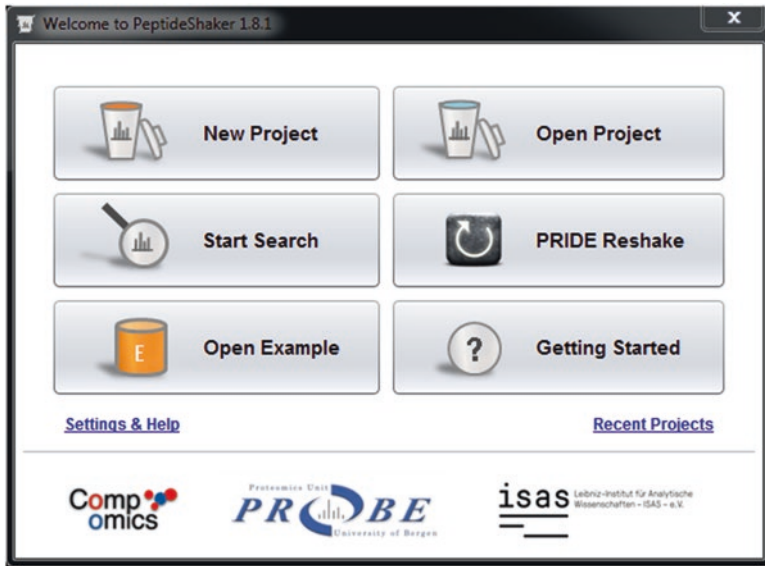 Welcome to PeptideShaker 1.8.1
x
New Project
Open Project
Start Search
PRIDE Reshake
E
Open Example
?
Getting Started
Settings & Help
Recent Projects
Comp
omics
Proteomics Unit
PROBE
University of Bergen
isas
Leibniz-Institut für Analytische
Wissenschaften – ISAS – e.V.